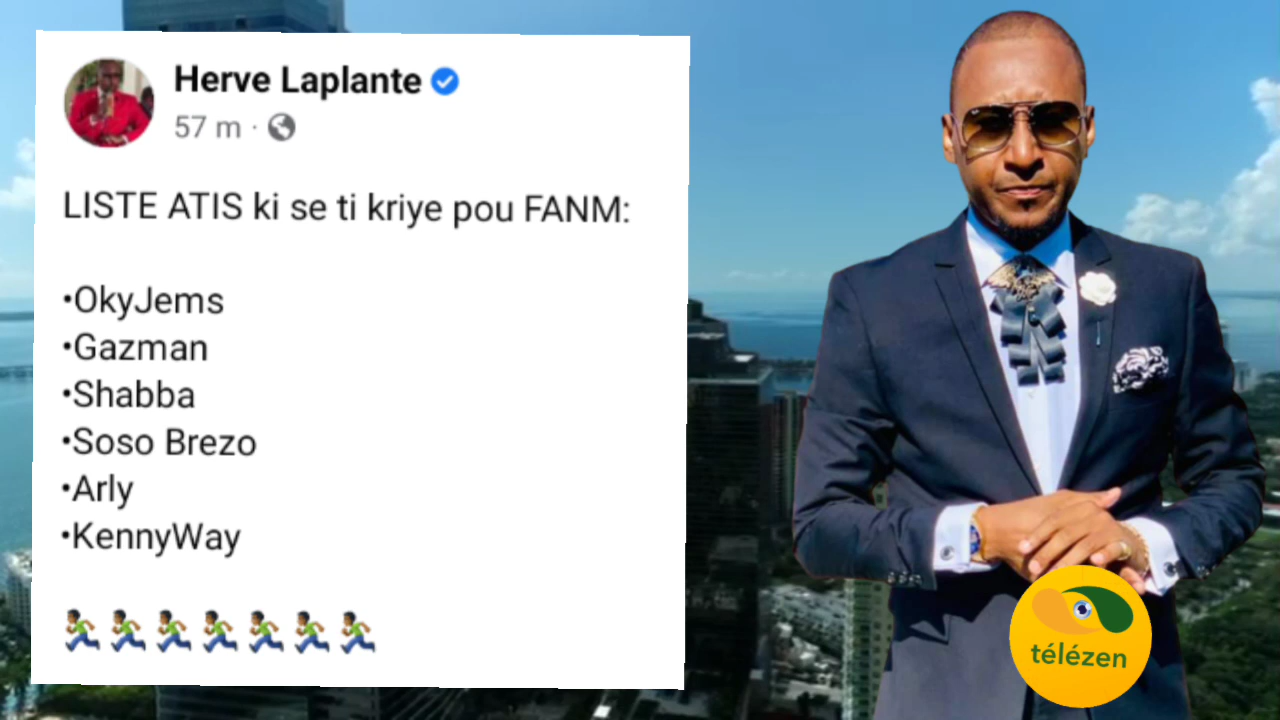 Herve Laplante
57 m ·
LISTE ATIS ki se ti kriye pou FANM:
•OkyJems
•Gazman
•Shabba
•Soso Brezo
•Arly
•KennyWay
télézen